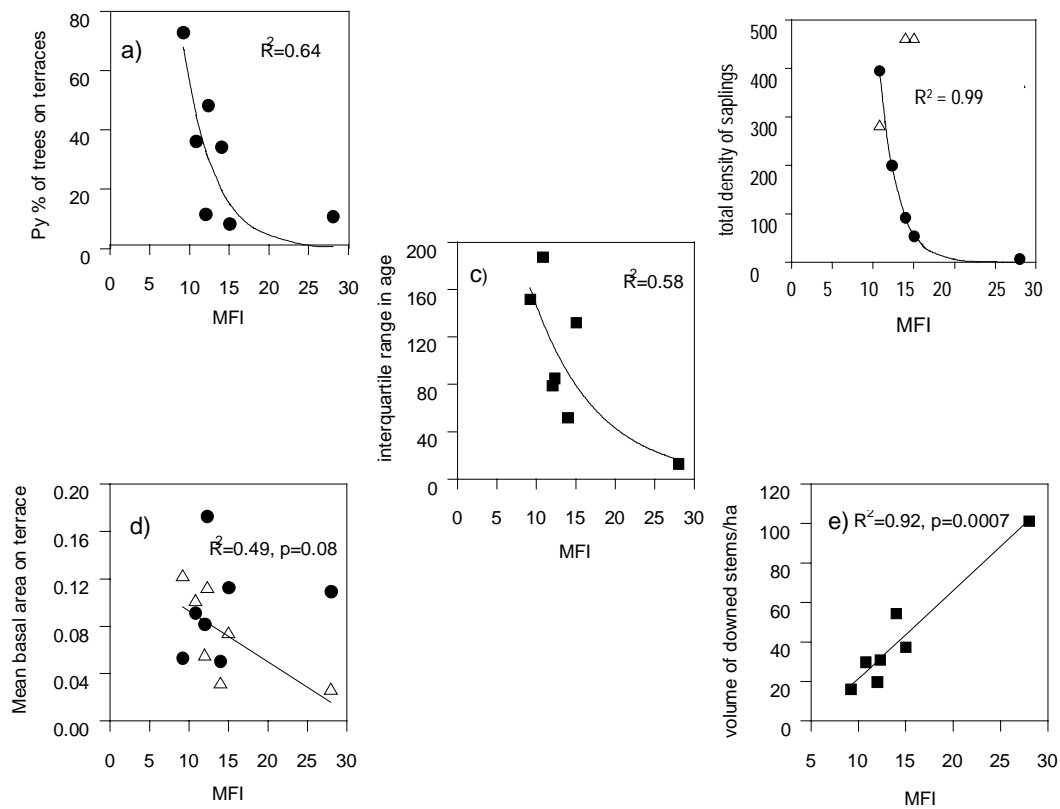 a)
R²=0.64
Py % of trees on terraces
80
60
40
20
0
0 5 10 15 20 25 30
MFI
R² = 0.99
total density of saplings
500
400
300
200
100
0
0 5 10 15 20 25 30
MFI
c)
R²=0.58
interquartile range in age
200
160
120
80
40
0
0 5 10 15 20 25 30
MFI
d)
R²=0.49, p=0.08
Mean basal area on terrace
0.20
0.16
0.12
0.08
0.04
0.00
0 5 10 15 20 25 30
MFI
e) R²=0.92, p=0.0007
volume of downed stems/ha
120
100
80
60
40
20
0
5 10 15 20 25 30
MFI